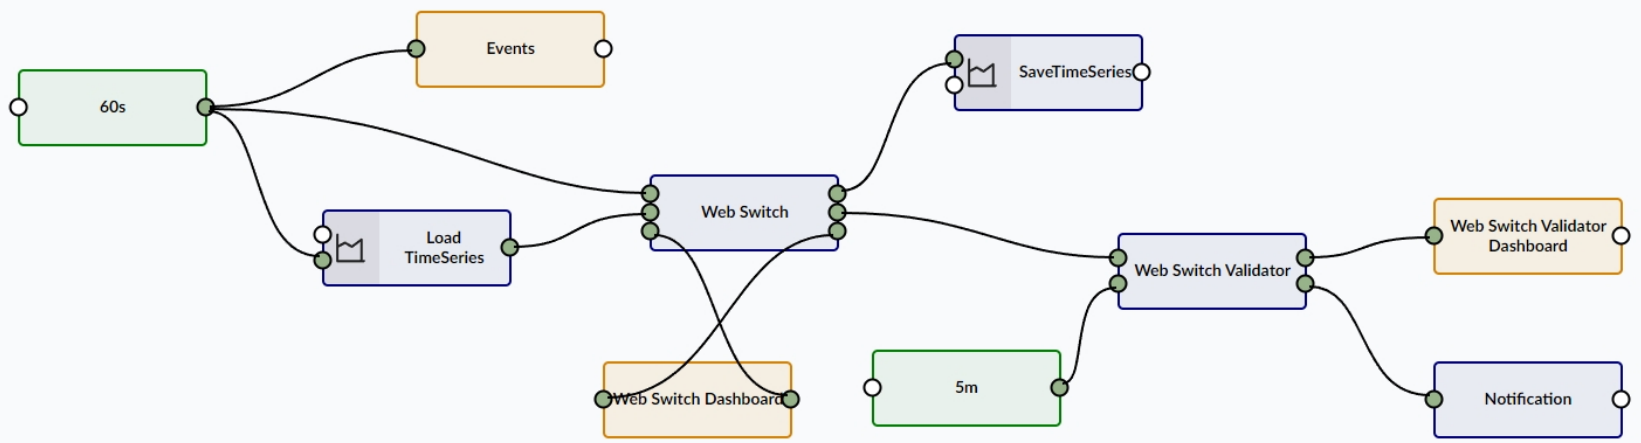 Events
60s
SaveTimeSeries
Web Switch
Load
TimeSeries
Web Switch Validator
Dashboard
Web Switch Validator
Web Switch Dashboard
5m
Notification